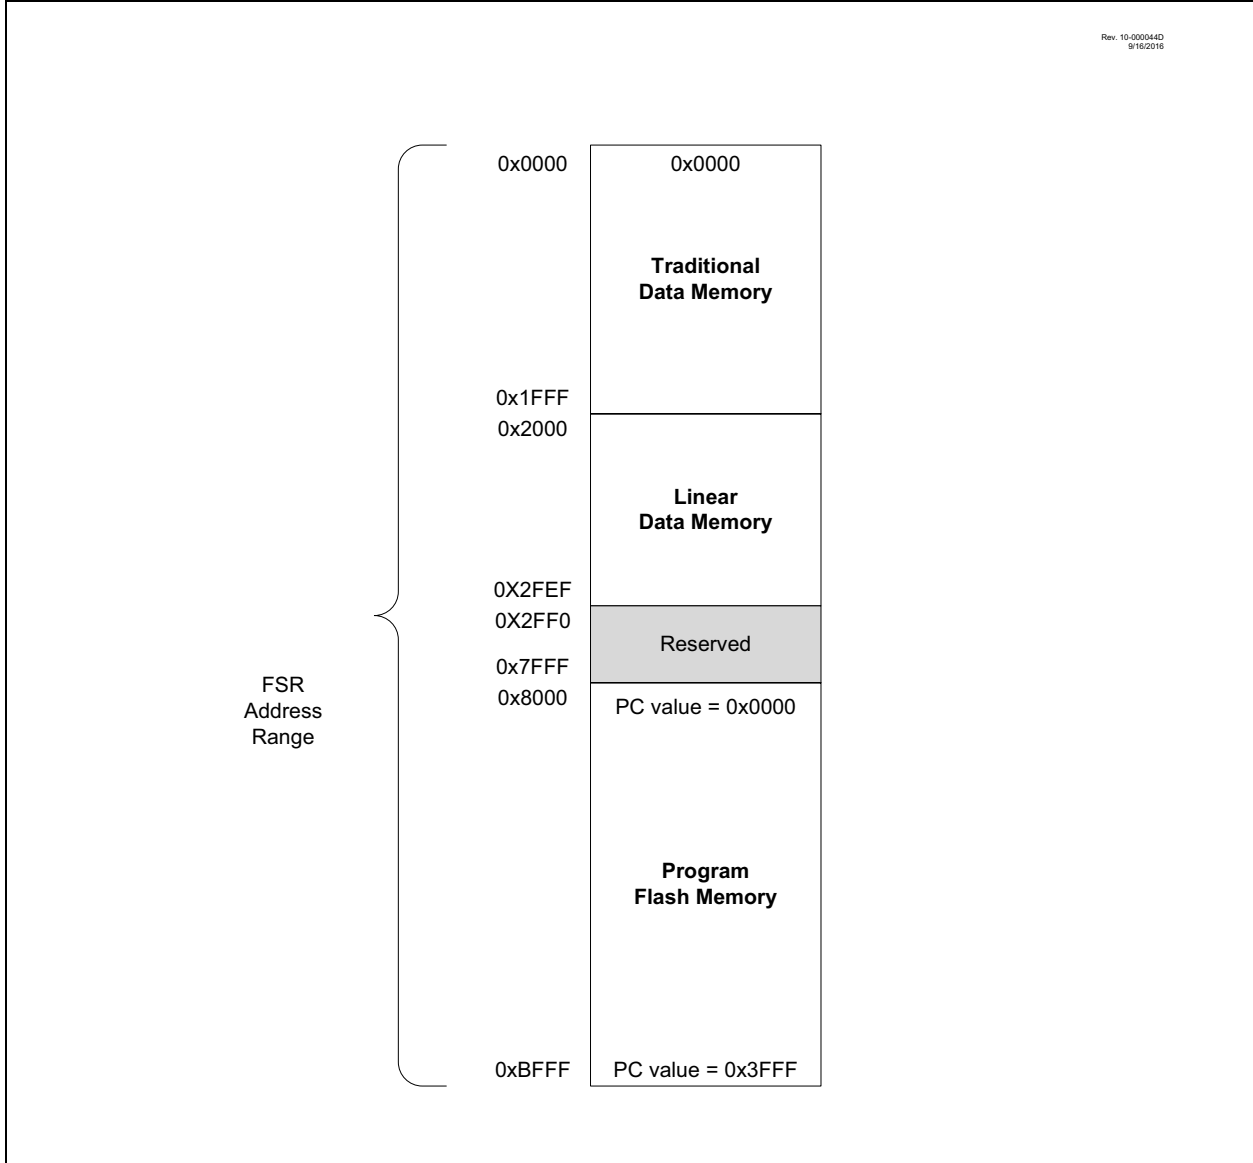 Rev. 10-000044D
9/16/2016
0x0000
0x0000
Traditional
Data Memory
0x1FFF
0x2000
Linear
Data Memory
0X2FEF
0X2FF0
Reserved
0x7FFF
0x8000
PC value = 0x0000
FSR
Address
Range
Program
Flash Memory
0xBFFF
PC value = 0x3FFF